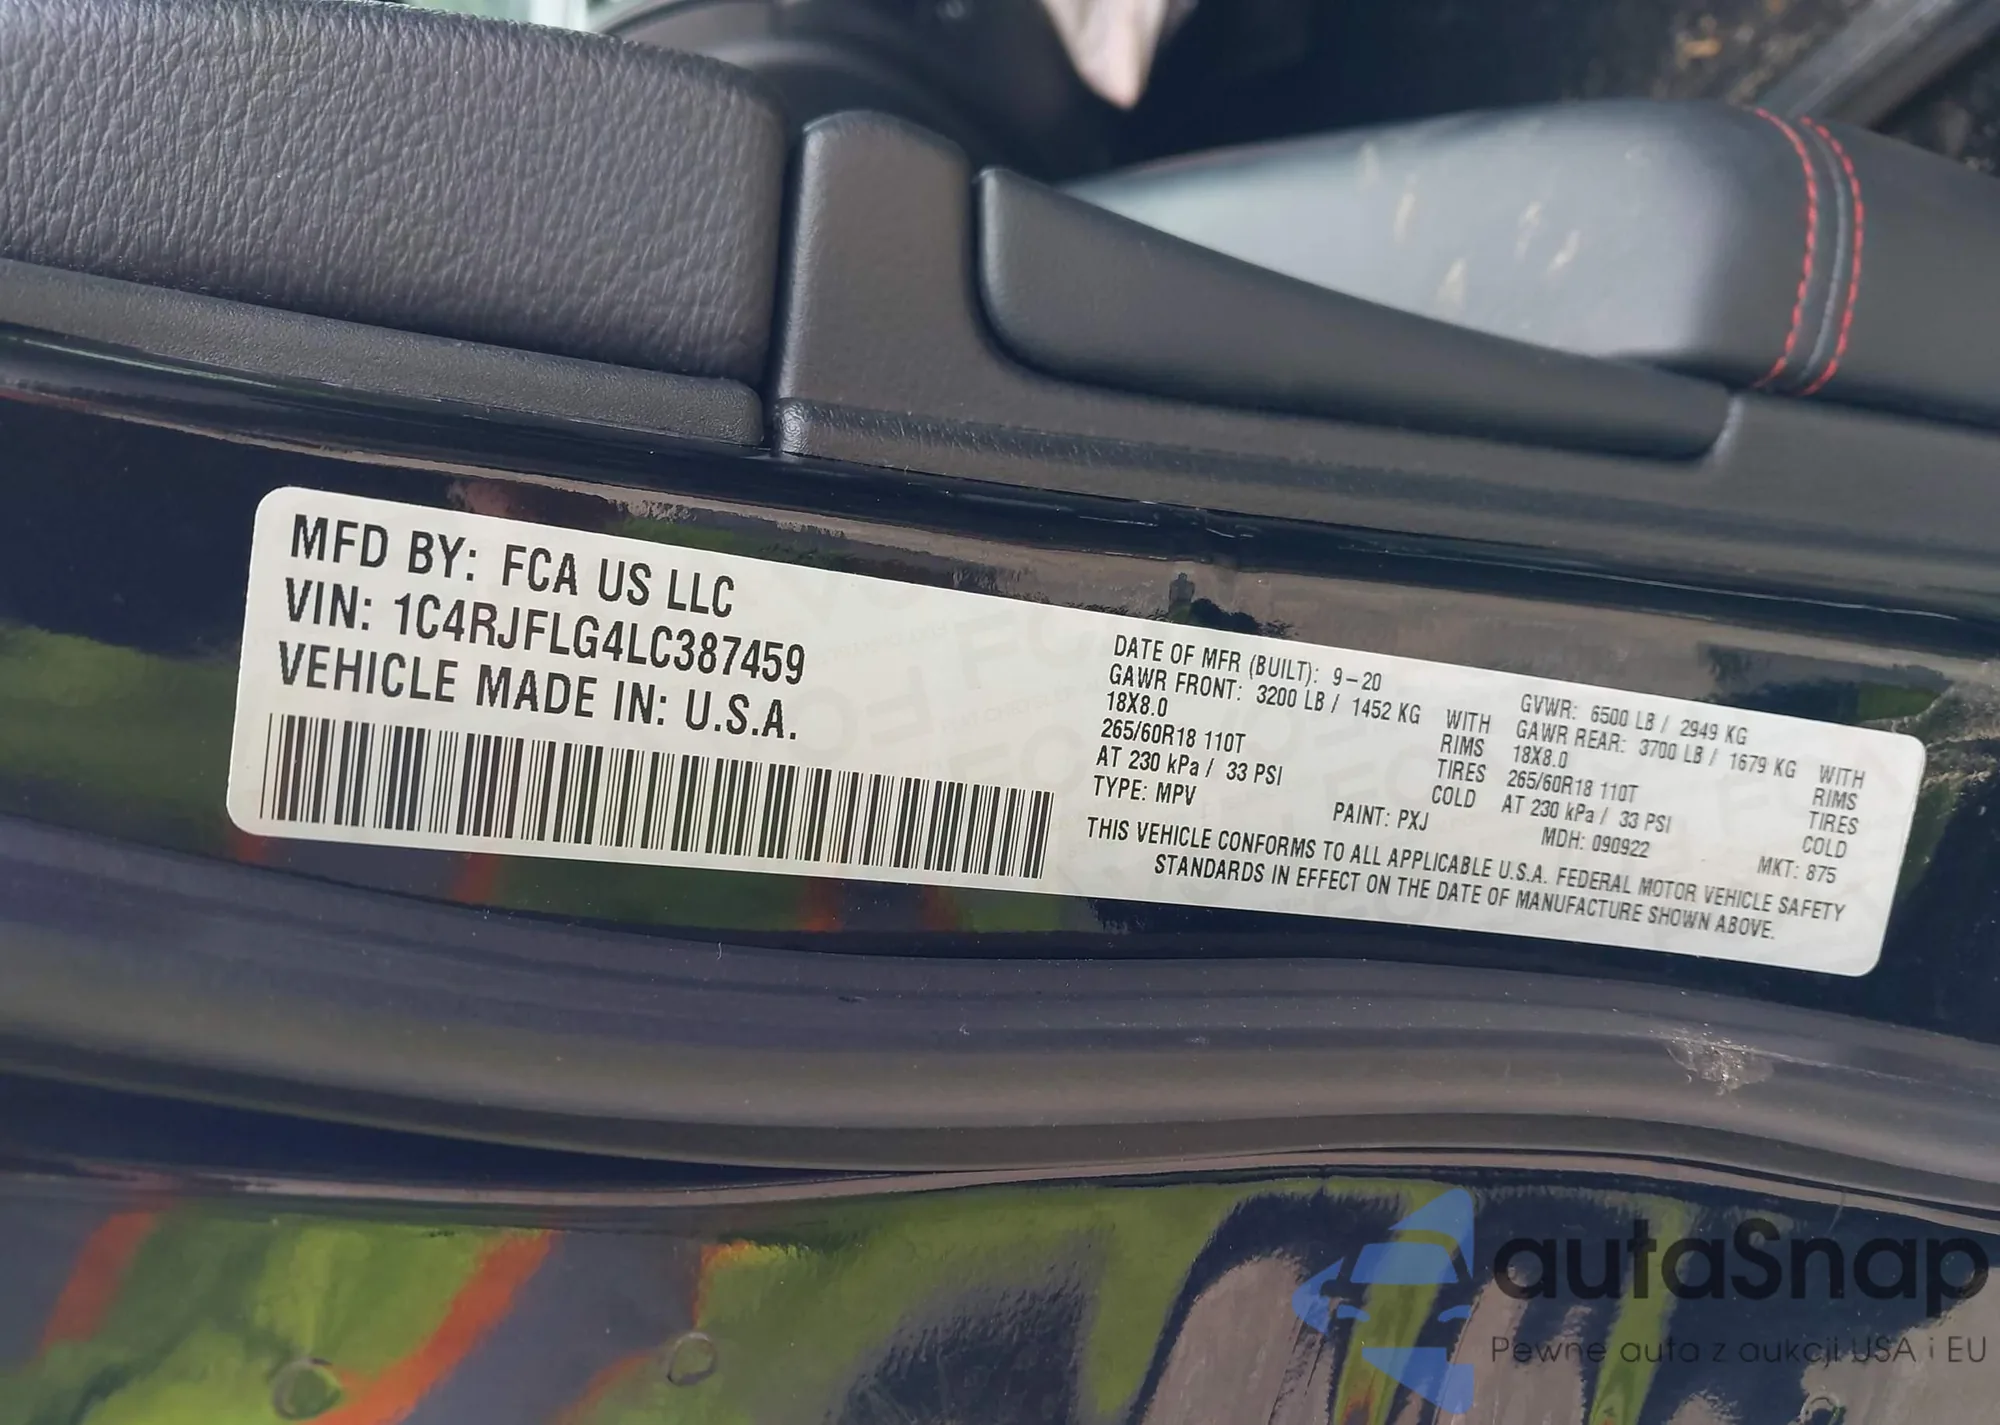 MFD BY: FCA US LLC
VIN: 1C4RJFLG4LC387459
VEHICLE MADE IN: U.S.A.
DATE OF MFR (BUILT): 9-20 GVWR: 6500 LB / 2949 KG
GAWR FRONT: 3200 LB / 1452 KG WITH GAWR REAR: 3700 LB / 1679 KG WITH
18X8.0 RIMS 18X8.0 RIMS
265/60R18 110T TIRES 265/60R18 110T TIRES
AT 230 kPa / 33 PSI COLD AT 230 kPa / 33 PSI COLD
TYPE: MPV PAINT: PXJ MDH: 090922 MKT: 875
THIS VEHICLE CONFORMS TO ALL APPLICABLE U.S.A. FEDERAL MOTOR VEHICLE SAFETY
STANDARDS IN EFFECT ON THE DATE OF MANUFACTURE SHOWN ABOVE.
autaSnap
Pewne auta z aukcji USA i EU